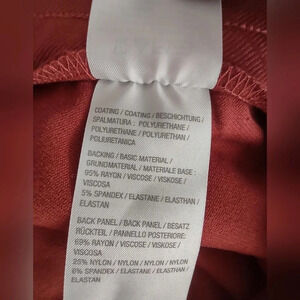 COATING / COATING / BESCHICHTUNG /
SPALMATURA : POLYURETHANE /
POLYURETHANE / POLYURETHAN /
POLIURETANICA
BACKING / BASIC MATERIAL /
GRUNDMATERIAL / MATERIALE BASE :
95% RAYON / VISCOSE / VISKOSE /
VISCOSA
5% SPANDEX / ELASTANE / ELASTHAN /
ELASTAN
BACK PANEL / BACK PANEL / BESATZ
RÜCKTEIL / PANNELLO POSTERIORE:
69% RAYON / VISCOSE / VISKOSE /
VISCOSA
25% NYLON / NYLON / NYLON / NYLON
6% SPANDEX / ELASTANE / ELASTHAN /
ELASTAN